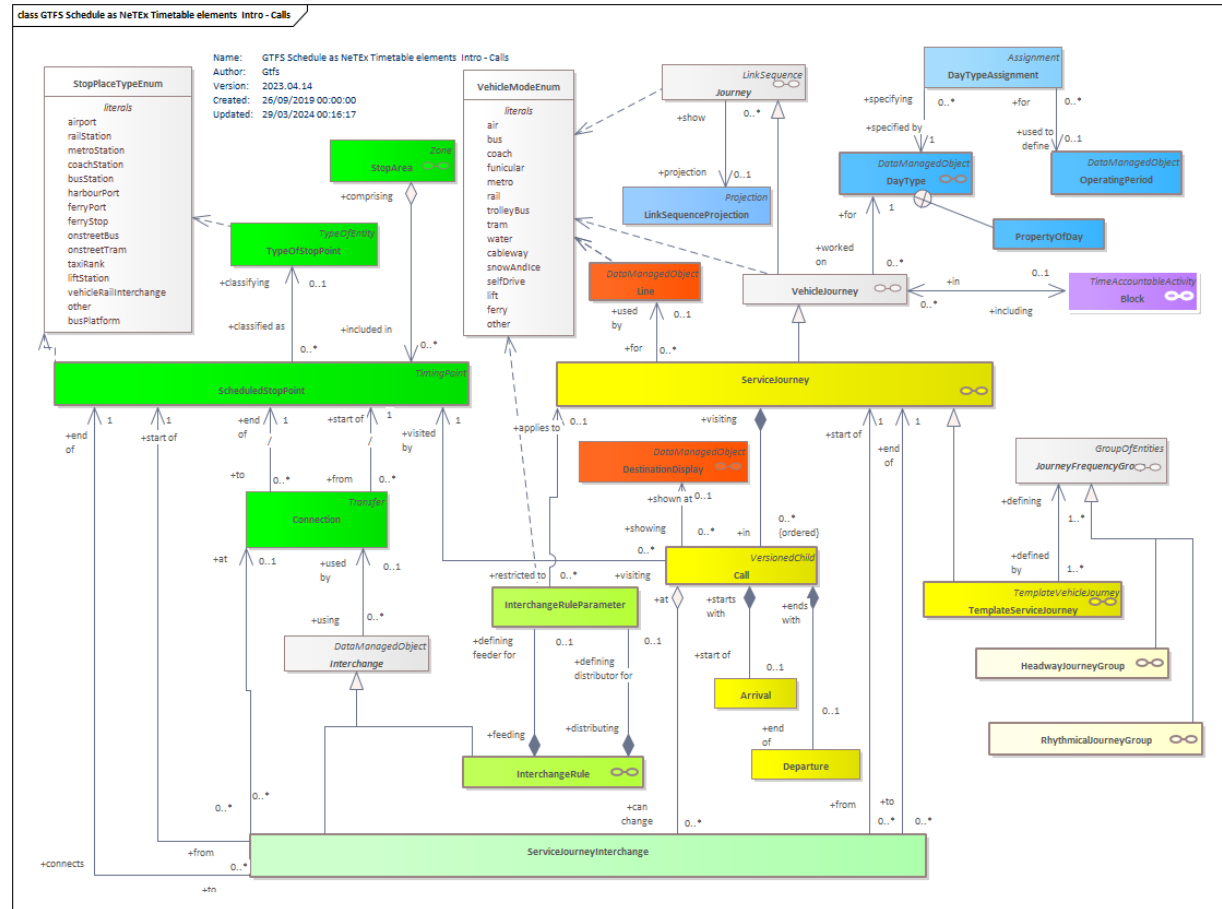 class GTFS Schedule as NeTEx Timetable elements  Intro - Calls
Name: GTFS Schedule as NeTEx Timetable elements  Intro - Calls
Author: Gtfs
Version: 2023.04.14
Created: 26/09/2019 00:00:00
Updated: 29/03/2024 00:16:17
StopPlaceTypeEnum
literals
airport
railStation
metroStation
coachStation
busStation
harbourPort
ferryPort
ferryStop
onstreetBus
onstreetTram
taxiRank
liftStation
vehicleRailInterchange
other
busPlatform
VehicleModeEnum
literals
air
bus
coach
funicular
metro
rail
trolleyBus
tram
water
cableway
snowAndIce
selfDrive
lift
ferry
other
LinkSequence
Journey
+show
0..*
+projection
0..1
Projection
LinkSequenceProjection
Assignment
DayTypeAssignment
+specifying
0..*
+for
0..*
+specified by
1
+used to
define
0..1
DataManagedObject
DayType
DataManagedObject
OperatingPeriod
PropertyOfDay
+for
1
+worked
on
0..*
Zone
StopArea
+comprising
TypeOfEntity
TypeOfStopPoint
+classifying
0..1
+classified as
0..*
+included in
0..*
DataManagedObject
Line
+used
by
0..1
+for
0..*
VehicleJourney
+in
0..1
0..*
+including
TimeAccountableActivity
Block
TimingPoint
ScheduledStopPoint
ServiceJourney
1
+end
of
1
+start of
+end
of
1
+start of
1
+visited
by
1
+applies to
0..1
+visiting
+start of
1
1
+end
of
+to
0..*
+from
0..*
Transfer
Connection
+at
0..1
+used
by
0..1
+using
0..*
DataManagedObject
Interchange
DataManagedObject
DestinationDisplay
+shown at
0..1
+showing
0..*
+in
0..*
{ordered}
0..*
+restricted to
0..*
+visiting
VersionedChild
Call
InterchangeRuleParameter
+defining
feeder for
0..1
+defining
distributor for
0..1
+feeding
+distributing
InterchangeRule
+at
+starts
with
+ends
with
+start of
0..1
Arrival
0..1
+end
of
Departure
GroupOfEntities
JourneyFrequencyGro
+defining
1..*
+defined
by
1..*
TemplateVehicleJourney
TemplateServiceJourney
HeadwayJourneyGroup
RhythmicalJourneyGroup
0..*
0..*
+can
change
0..*
+from
0..*
+to
0..*
ServiceJourneyInterchange
+from
0..*
+connects
0..*
+to